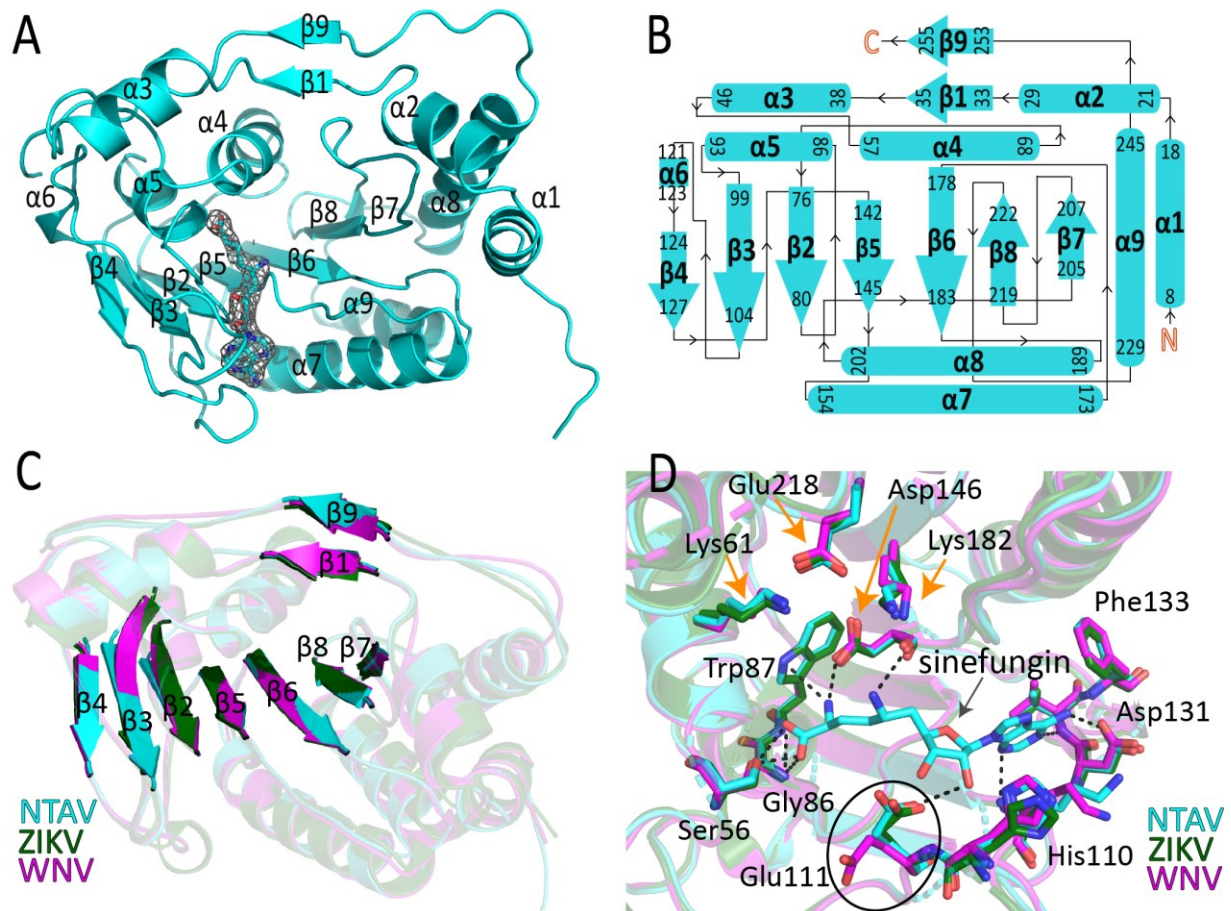 A
β9
β1
α3
α2
α4
α6
α5
α8
α1
β8
β7
β4
β5
β6
β2
β3
α9
α7
B
C
255
β9
253
46
α3
38
35
β1
33
29
α2
21
121
α6
123
93
α5
86
57
α4
68
178
245
18
99
76
142
222
207
124
β4
127
β3
β2
β5
β6
β8
β7
α9
α1
104
80
145
183
219
205
8
229
N
202
α8
189
154
α7
173
C
β9
β1
β8
β7
β4
β3
β2
β5
β6
NTAV
ZIKV
WNV
D
Glu218
Asp146
Lys61
Lys182
Phe133
Trp87
sinefungin
Asp131
Gly86
Ser56
Glu111
His110
NTAV
ZIKV
WNV